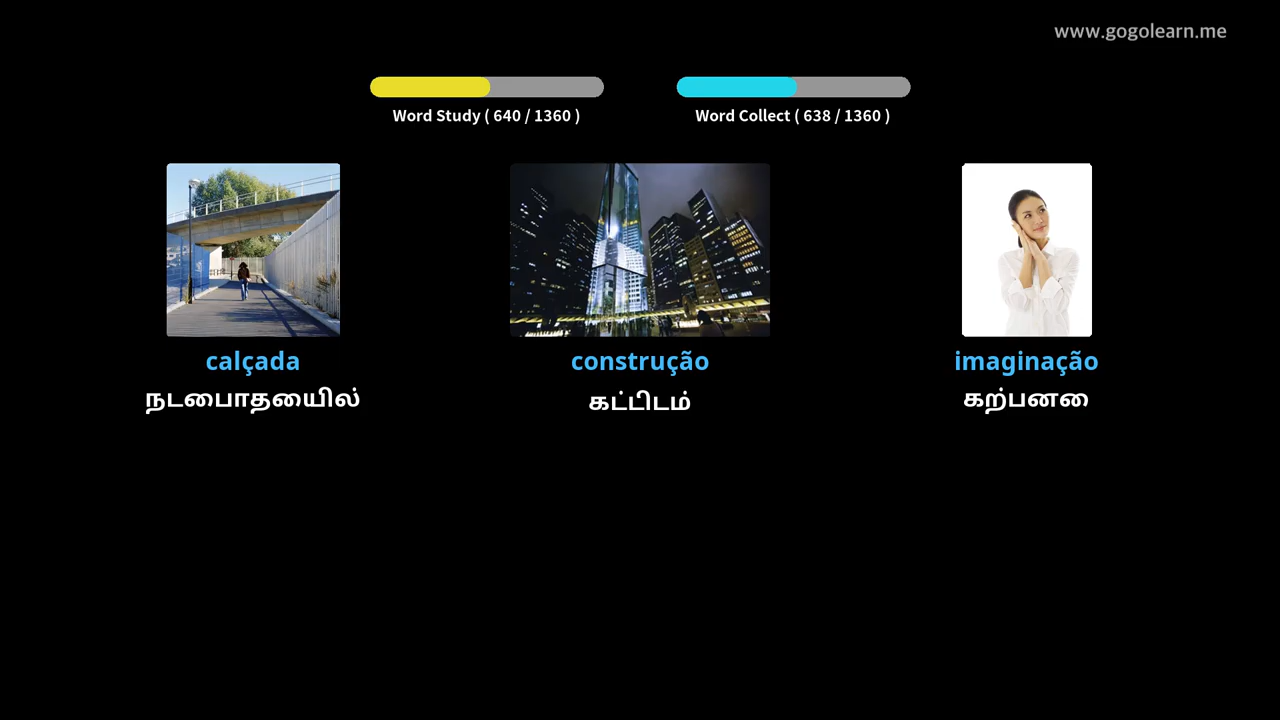 www.gogolearn.me
Word Study ( 640 / 1360 )
Word Collect ( 638 / 1360 )
calçada
construção
imaginação
நடைபாதையில்
கட்டிடம்
கற்பனை